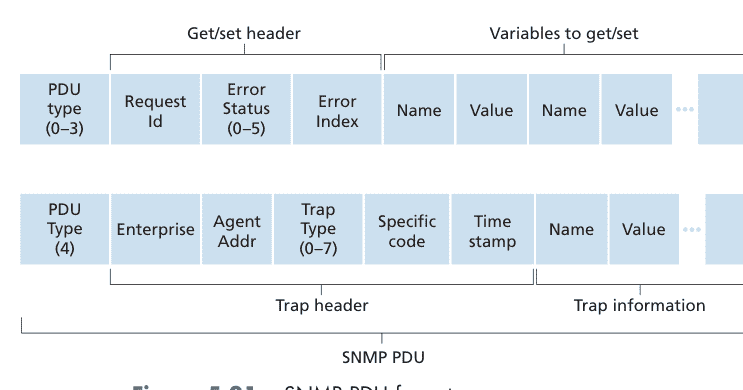 Get/set header
Variables to get/set
PDU
type
(0–3)
Request
Id
Error
Status
(0–5)
Error
Index
Name
Value
Name
Value
PDU
Type
(4)
Enterprise
Agent
Addr
Trap
Type
(0–7)
Specific
code
Time
stamp
Name
Value
Trap header
Trap information
SNMP PDU